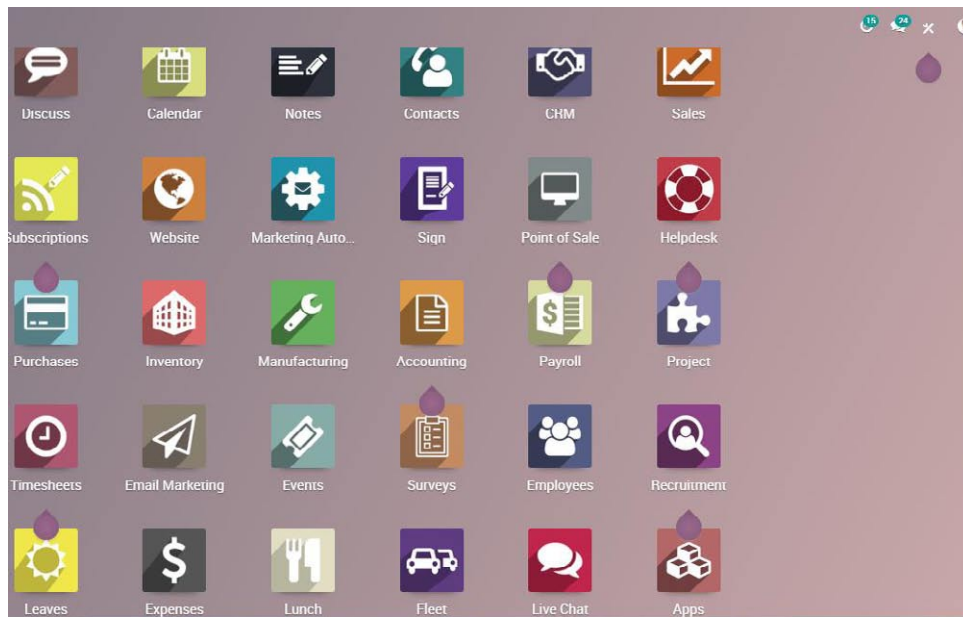 15 24
Discuss Calendar Notes Contacts CRM Sales
Subscriptions Website Marketing Auto... Sign Point of Sale Helpdesk
$
Purchases Inventory Manufacturing Accounting Payroll Project
Timesheets Email Marketing Events Surveys Employees Recruitment
$
Leaves Expenses Lunch Fleet Live Chat Apps